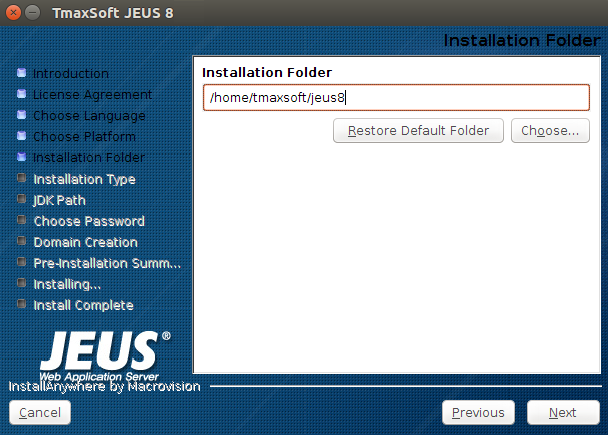 TmaxSoft JEUS 8
Installation Folder
Introduction
License Agreement
Choose Language
Choose Platform
Installation Folder
Installation Type
JDK Path
Choose Password
Domain Creation
Pre-Installation Summ...
Installing...
Install Complete
Installation Folder
/home/tmaxsoft/jeus8
Restore Default Folder
Choose...
JEUS®
Web Application Server
InstallAnywhere by Macrovision
Cancel
Previous
Next